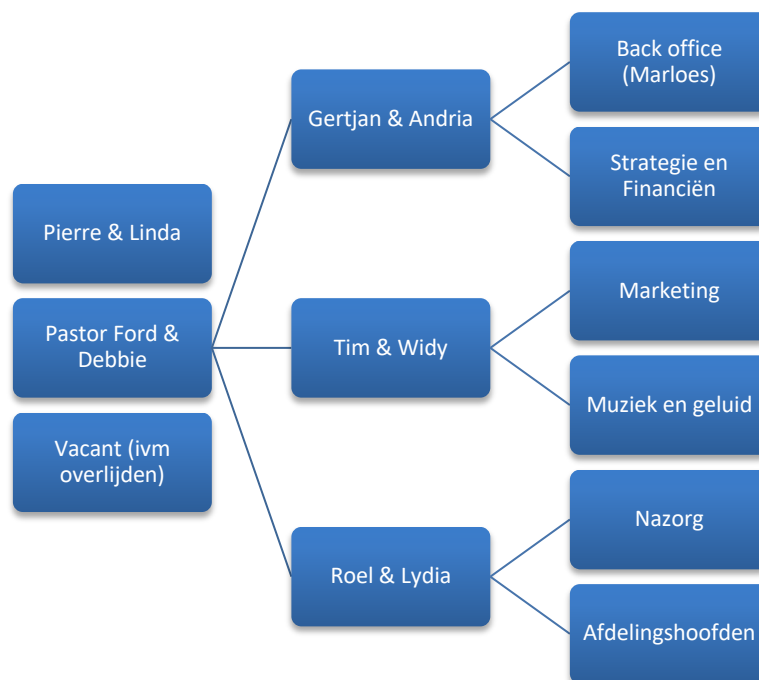 Pierre & Linda
Pastor Ford &
Debbie
Vacant (ivm
overlijden)
Gertjan & Andria
Tim & Widy
Roel & Lydia
Back office
(Marloes)
Strategie en
Financiën
Marketing
Muziek en geluid
Nazorg
Afdelingshoofden